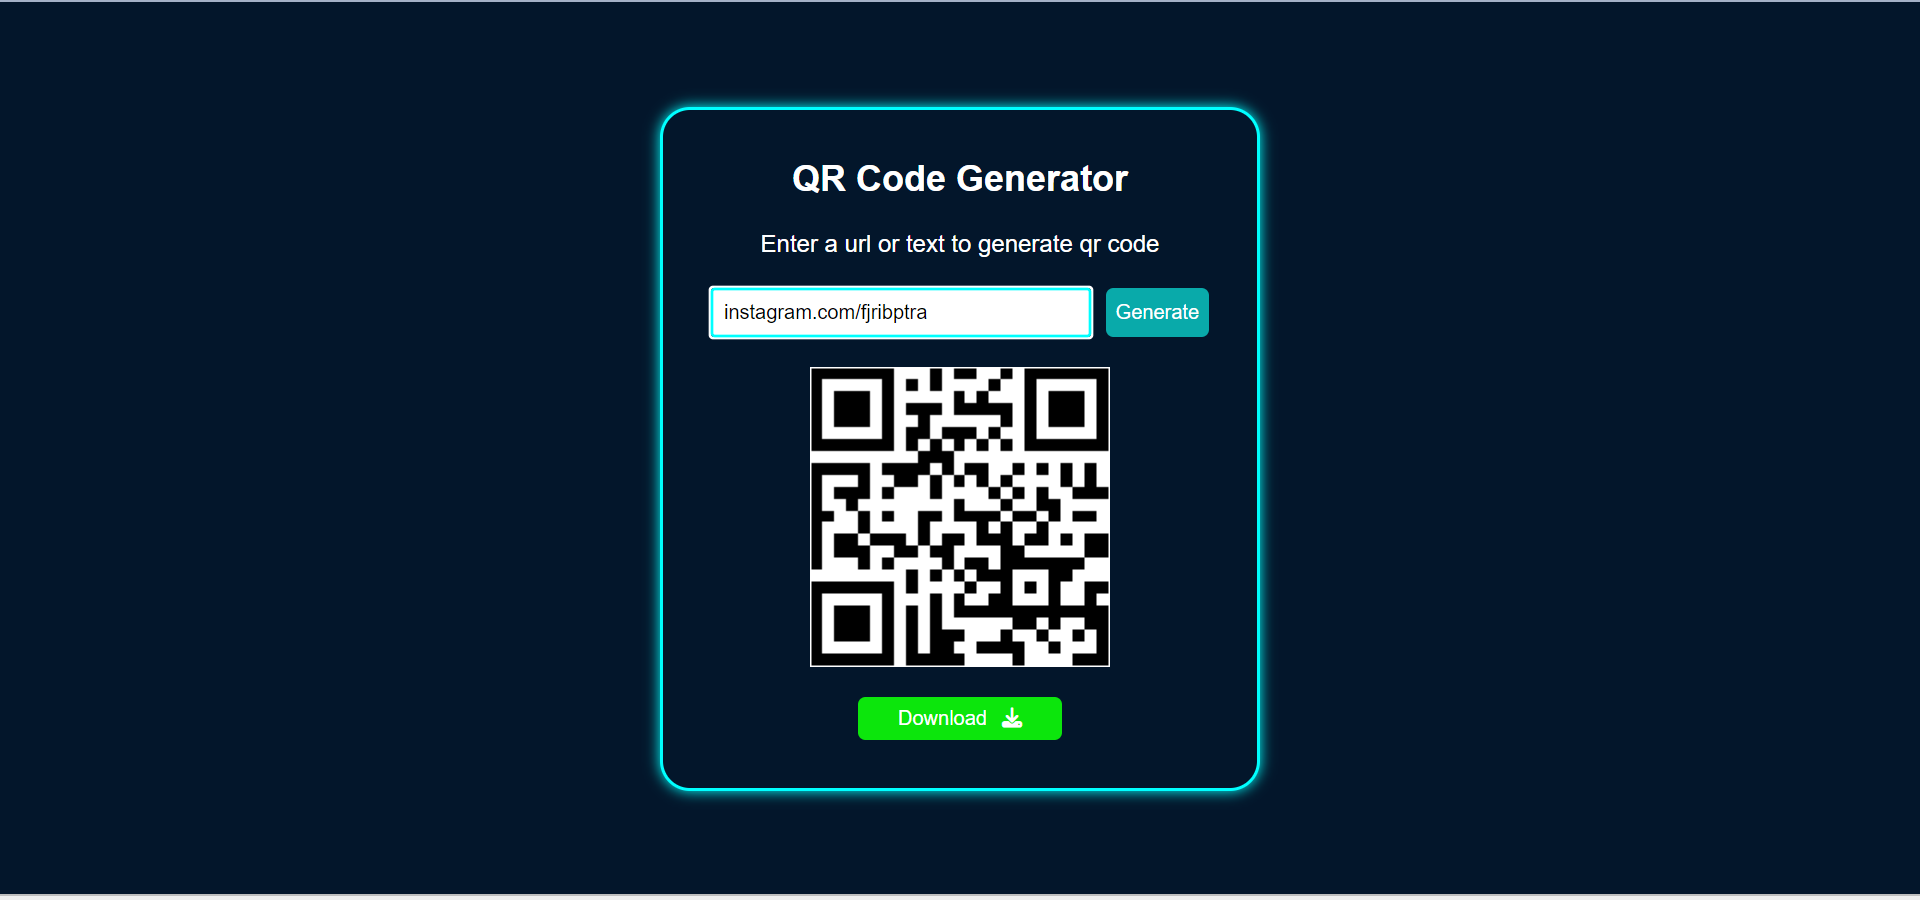 QR Code Generator
Enter a url or text to generate qr code
instagram.com/fjribptra
Generate
Download